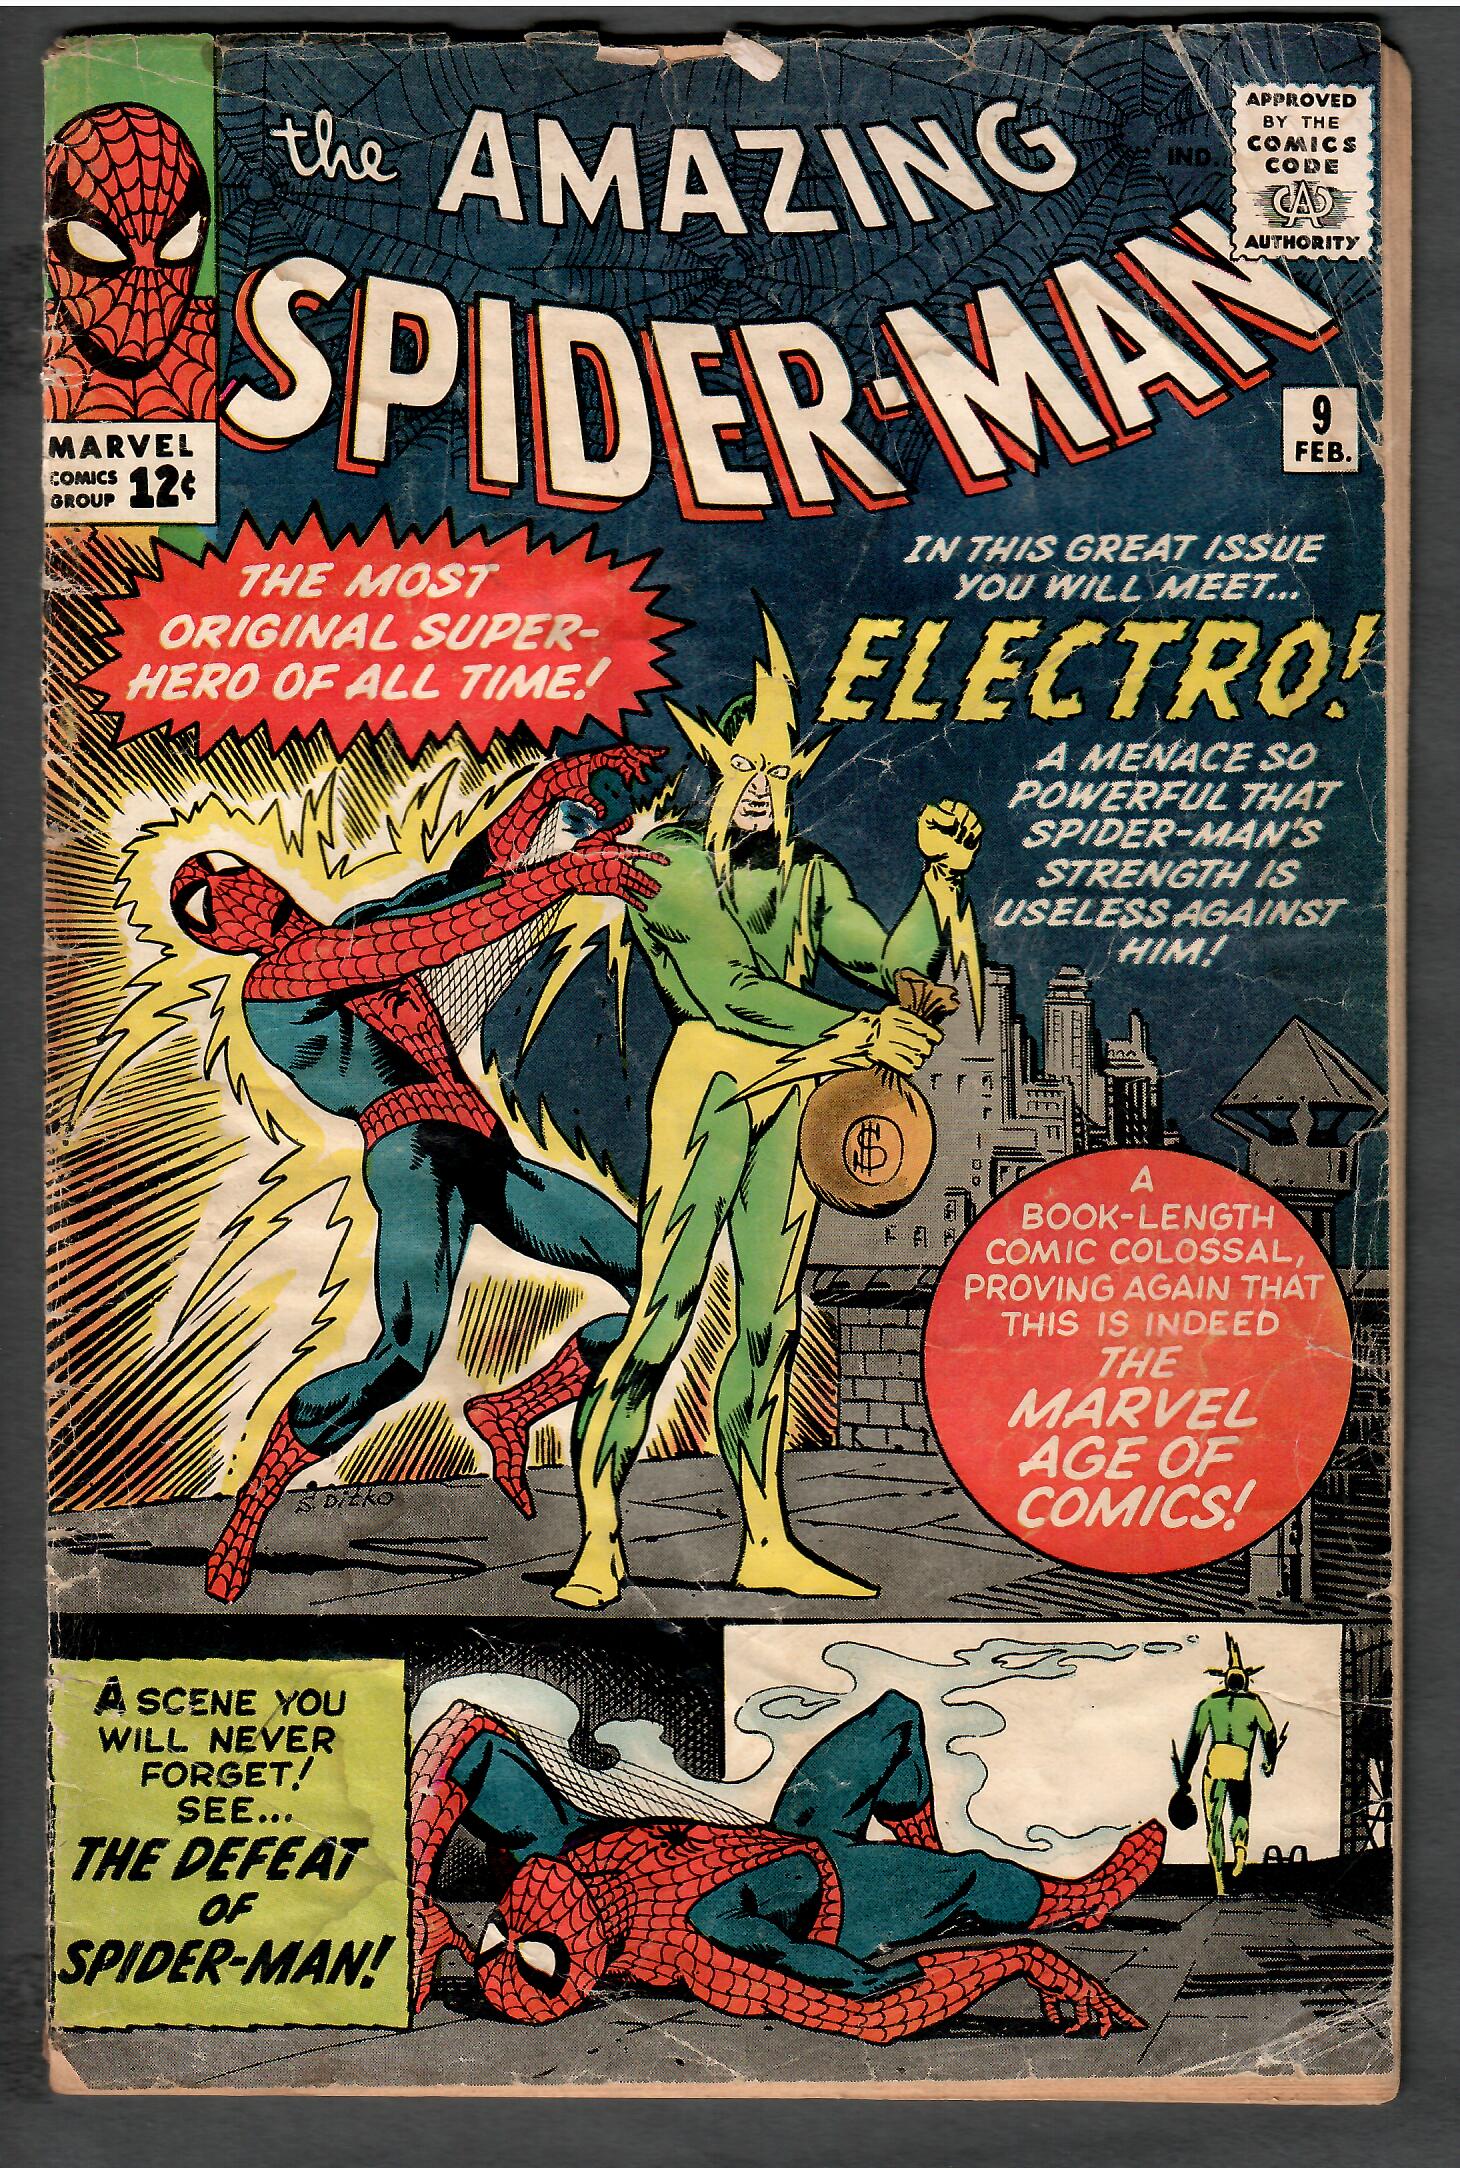 the AMAZING
SPIDER-MAN
IND.
APPROVED
BY THE
COMICS
CODE
CA
AUTHORITY
MARVEL
COMICS
GROUP 12¢
9
FEB.
THE MOST
ORIGINAL SUPER-
HERO OF ALL TIME!
IN THIS GREAT ISSUE
YOU WILL MEET...
ELECTRO!
A MENACE SO
POWERFUL THAT
SPIDER-MAN'S
STRENGTH IS
USELESS AGAINST
HIM!
$
A
BOOK-LENGTH
COMIC COLOSSAL,
PROVING AGAIN THAT
THIS IS INDEED
THE
MARVEL
AGE OF
COMICS!
S. DITKO
A SCENE YOU
WILL NEVER
FORGET!
SEE...
THE DEFEAT
OF
SPIDER-MAN!